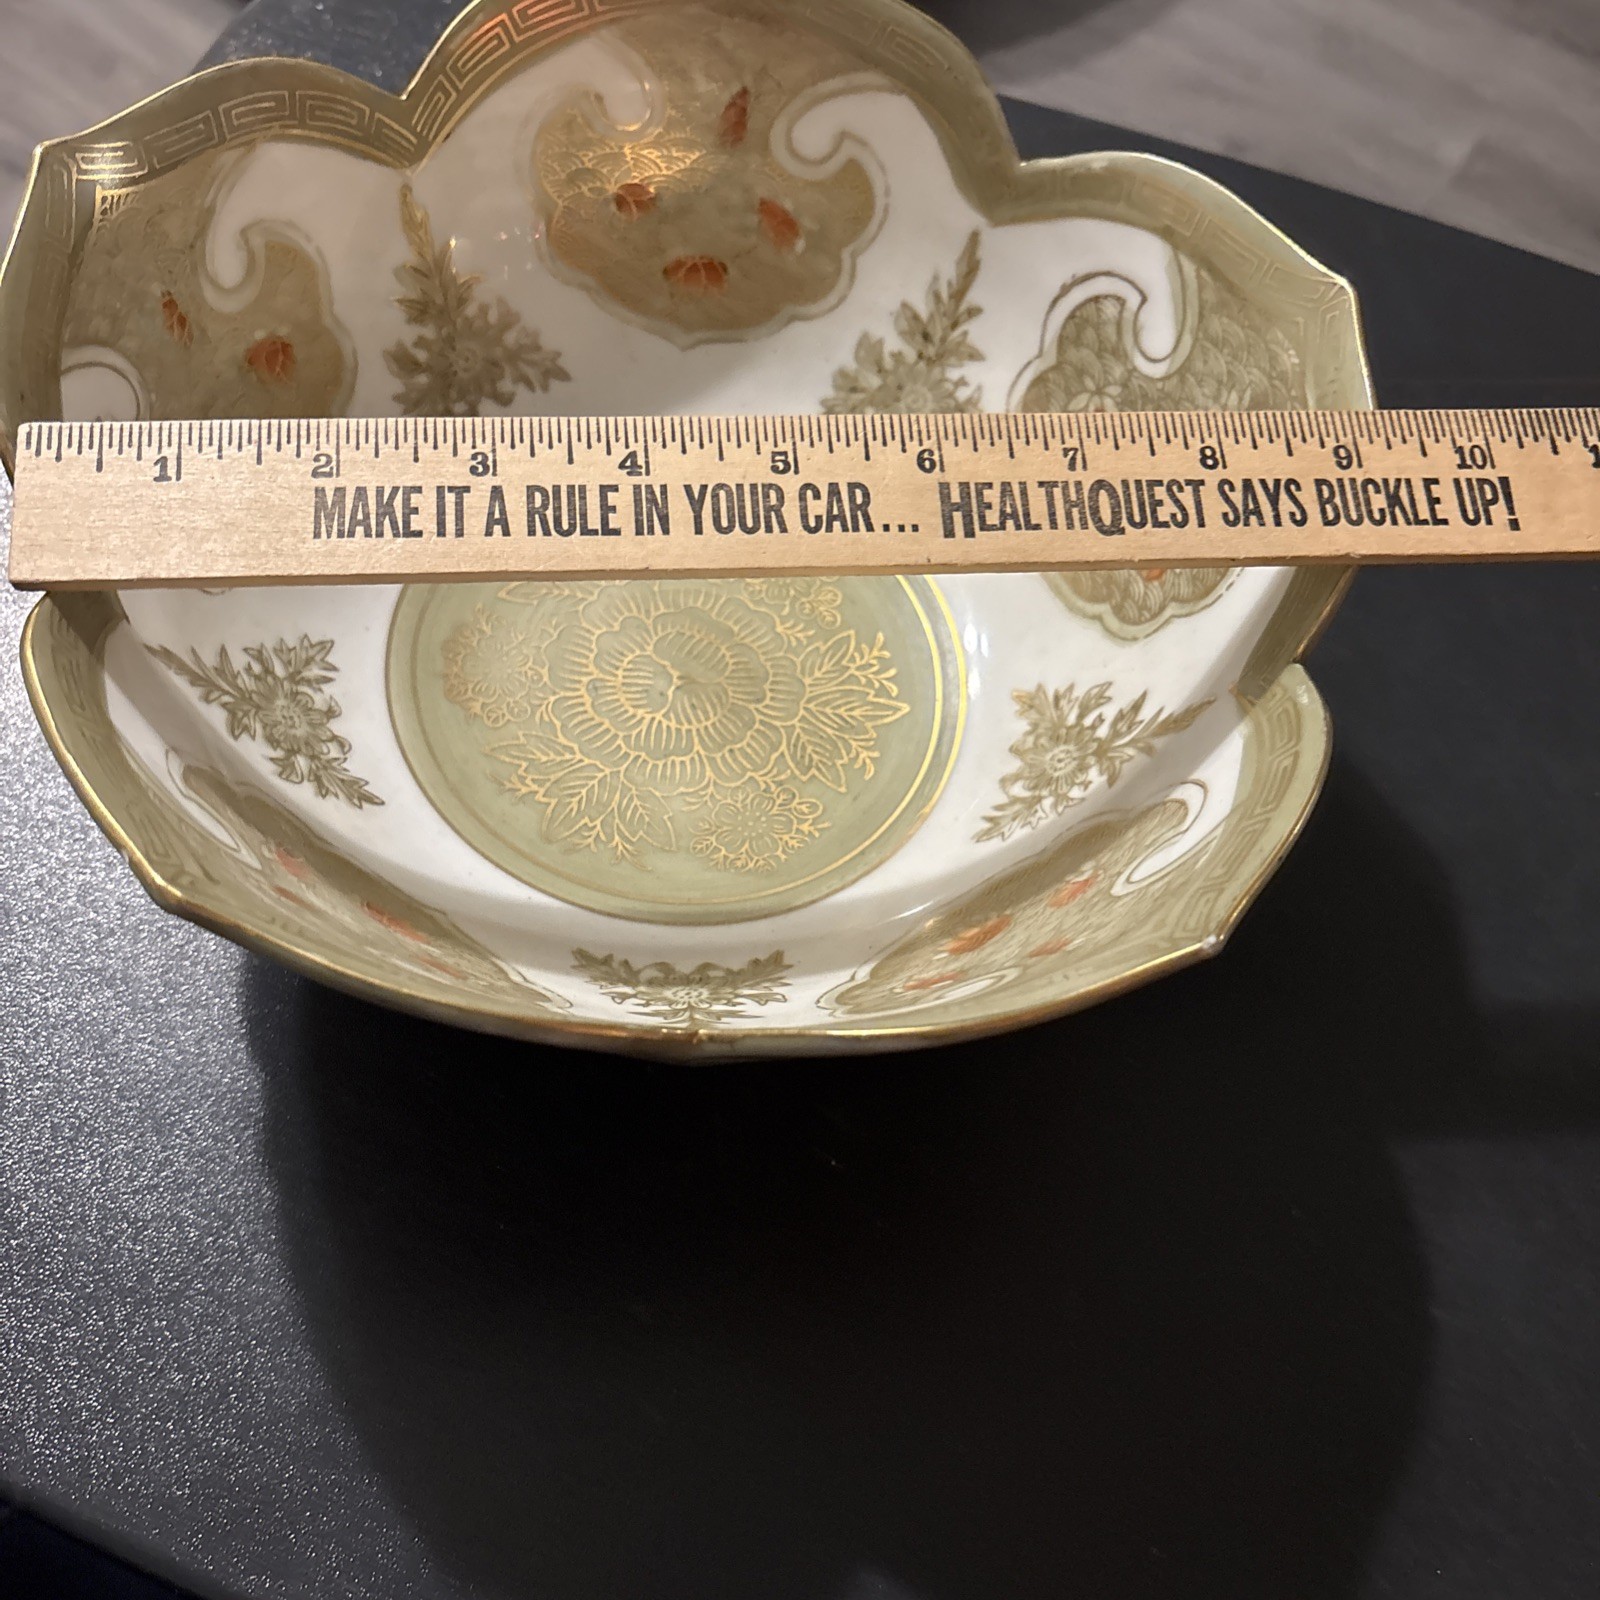 1 2 3 4 5 6 7 8 9 10 1
MAKE IT A RULE IN YOUR CAR... HEALTHQUEST SAYS BUCKLE UP!